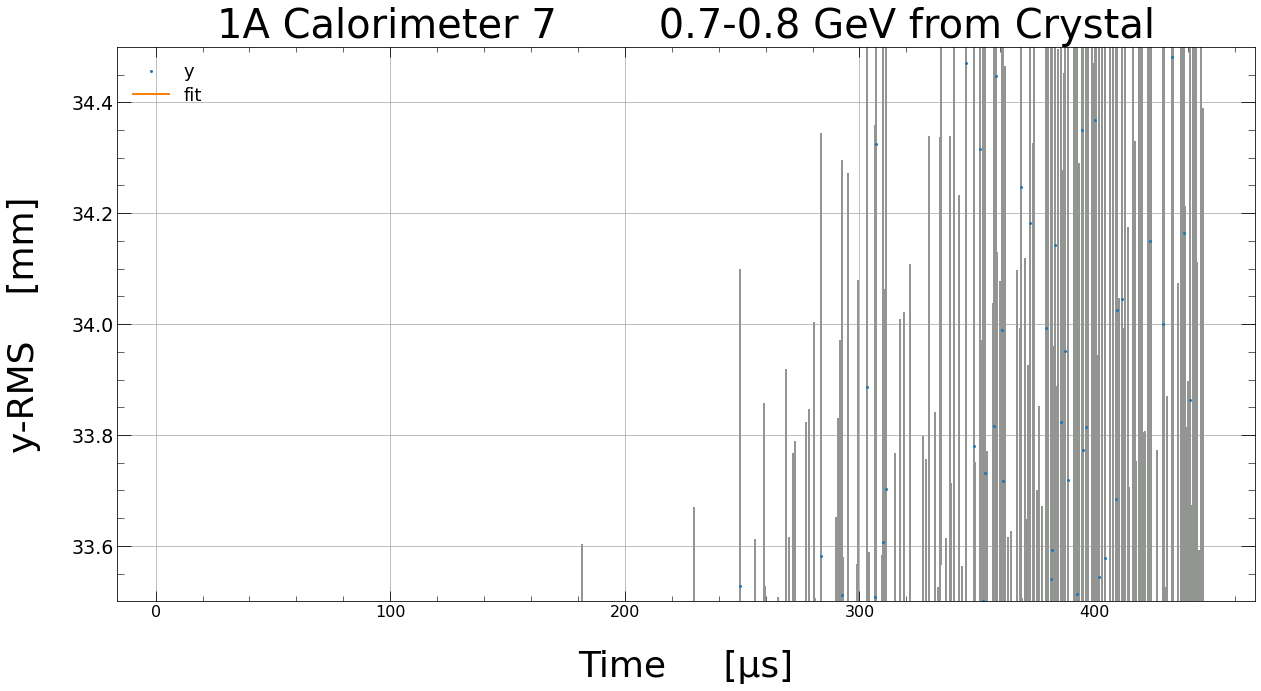 1A Calorimeter 7 0.7-0.8 GeV from Crystal
y
fit
34.4
34.2
34.0
33.8
33.6
y-RMS [mm]
0 100 200 300 400
Time [µs]